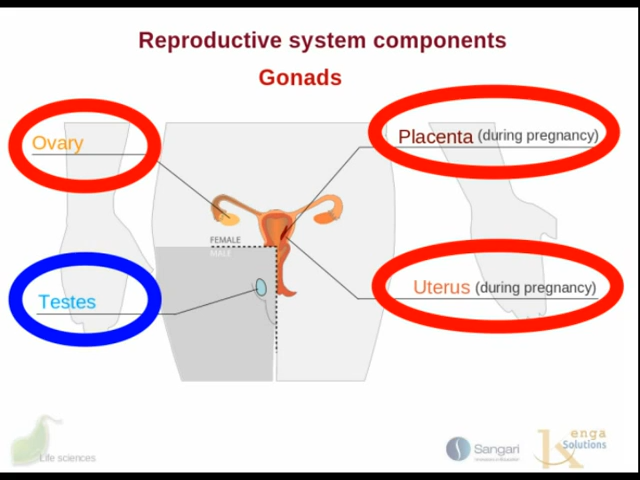 Reproductive system components
Gonads
Ovary
Placenta (during pregnancy)
FEMALE
MALE
Testes
Uterus (during pregnancy)
Life sciences
Sangari
enga
Solutions